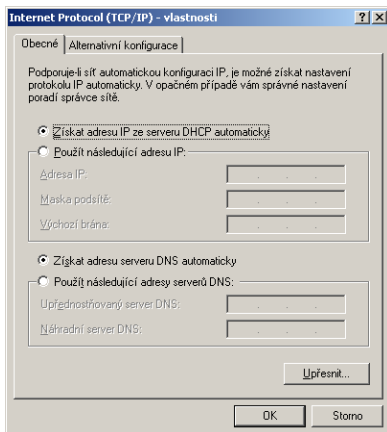 Internet Protocol (TCP/IP) - vlastnosti
Obecné
Alternativní konfigurace
Podporuje-li síť automatickou konfiguraci IP, je možné získat nastavení
protokolu IP automaticky. V opačném případě vám správné nastavení
poradí správce sítě.
Získat adresu IP ze serveru DHCP automaticky
Použít následující adresu IP:
Adresa IP:
Maska podsítě:
Výchozí brána:
Získat adresu serveru DNS automaticky
Použít následující adresy serverů DNS:
Upřednostňovaný server DNS:
Náhradní server DNS:
Upřesnit...
OK
Storno